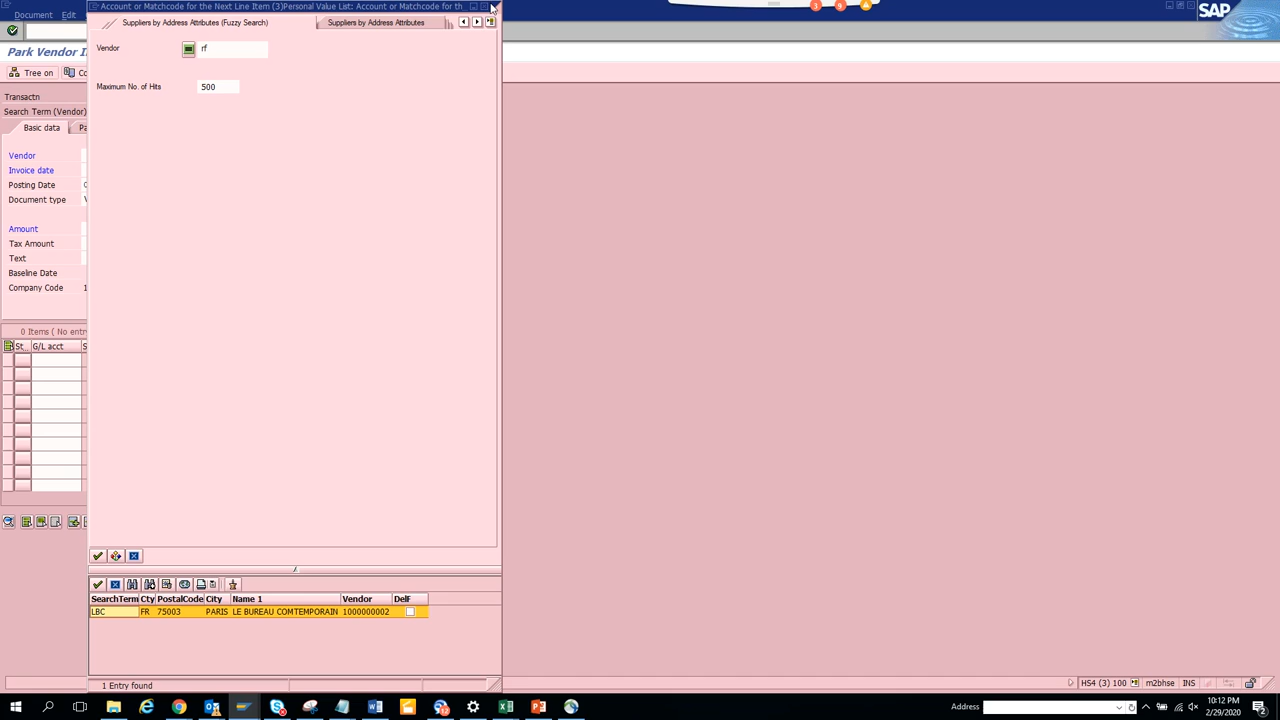 Account or Matchcode for the Next Line Item (3)Personal Value List: Account or Matchcode for th
Document Edit
SAP
Suppliers by Address Attributes (Fuzzy Search) Suppliers by Address Attributes
Vendor rf
Park Vendor I
Tree on Co
Maximum No. of Hits 500
Transactn
Search Term (Vendor)
Basic data Pa
Vendor
Invoice date
Posting Date 0
Document type V
Amount
Tax Amount
Text
Baseline Date
Company Code 1
0 Items ( No entry
St... G/L acct S
SearchTerm Cty PostalCode City Name 1 Vendor DelF
LBC FR 75003 PARIS LE BUREAU COMTEMPORAIN 1000000002
1 Entry found
HS4 (3) 100 m2bhse INS
Address
10:12 PM
2/29/2020